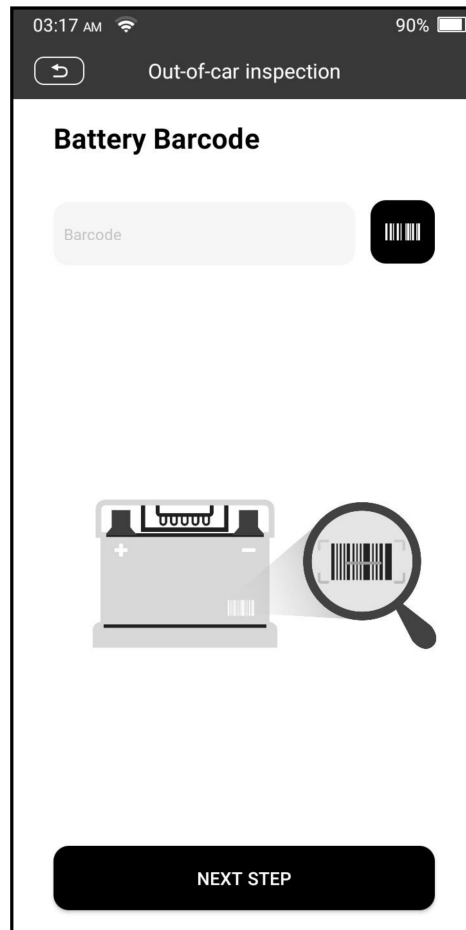 03:17 AM 90%
Out-of-car inspection
Battery Barcode
Barcode
+ −
NEXT STEP